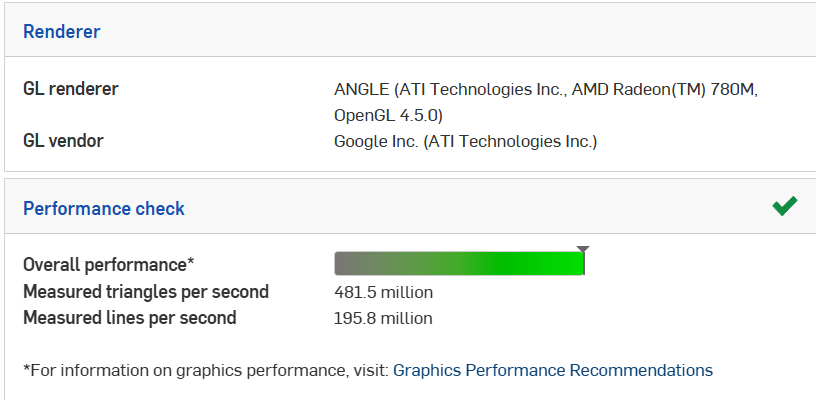 Renderer
GL renderer
ANGLE (ATI Technologies Inc., AMD Radeon(TM) 780M,
OpenGL 4.5.0)
GL vendor
Google Inc. (ATI Technologies Inc.)
Performance check
Overall performance*
Measured triangles per second
481.5 million
Measured lines per second
195.8 million
*For information on graphics performance, visit: Graphics Performance Recommendations